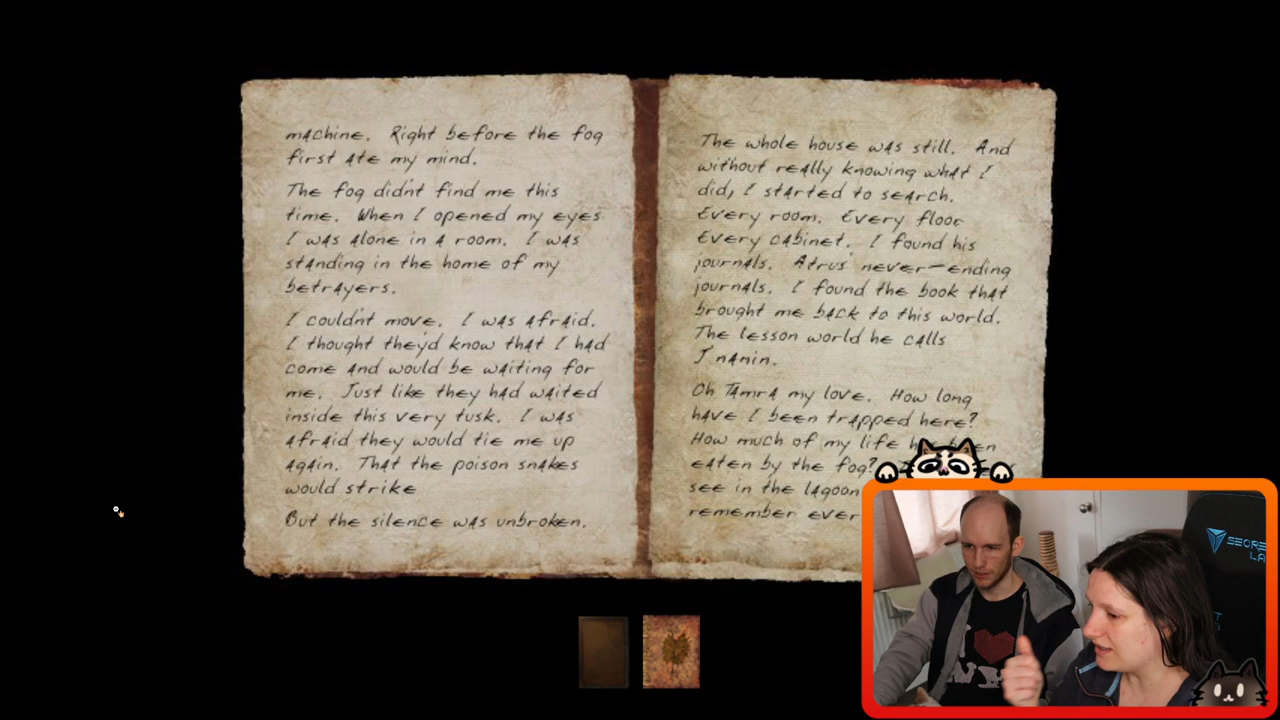 machine. Right before the fog
first ate my mind.
The fog didn't find me this
time. When I opened my eyes
I was alone in a room. I was
standing in the home of my
betrayers.
I couldn't move. I was afraid.
I thought they'd know that I had
come and would be waiting for
me. Just like they had waited
inside this very tusk. I was
afraid they would tie me up
again. That the poison snakes
would strike
But the silence was unbroken.
The whole house was still. And
without really knowing what I
did, I started to search.
Every room. Every floor
Every cabinet. I found his
journals. Atrus' never-ending
journals. I found the book that
brought me back to this world.
The lesson world he calls
J'nanin.
Oh Tamra my love. How long
have I been trapped here?
How much of my life
eaten by the fog?
see in the lagoon
remember
SECRE
LA